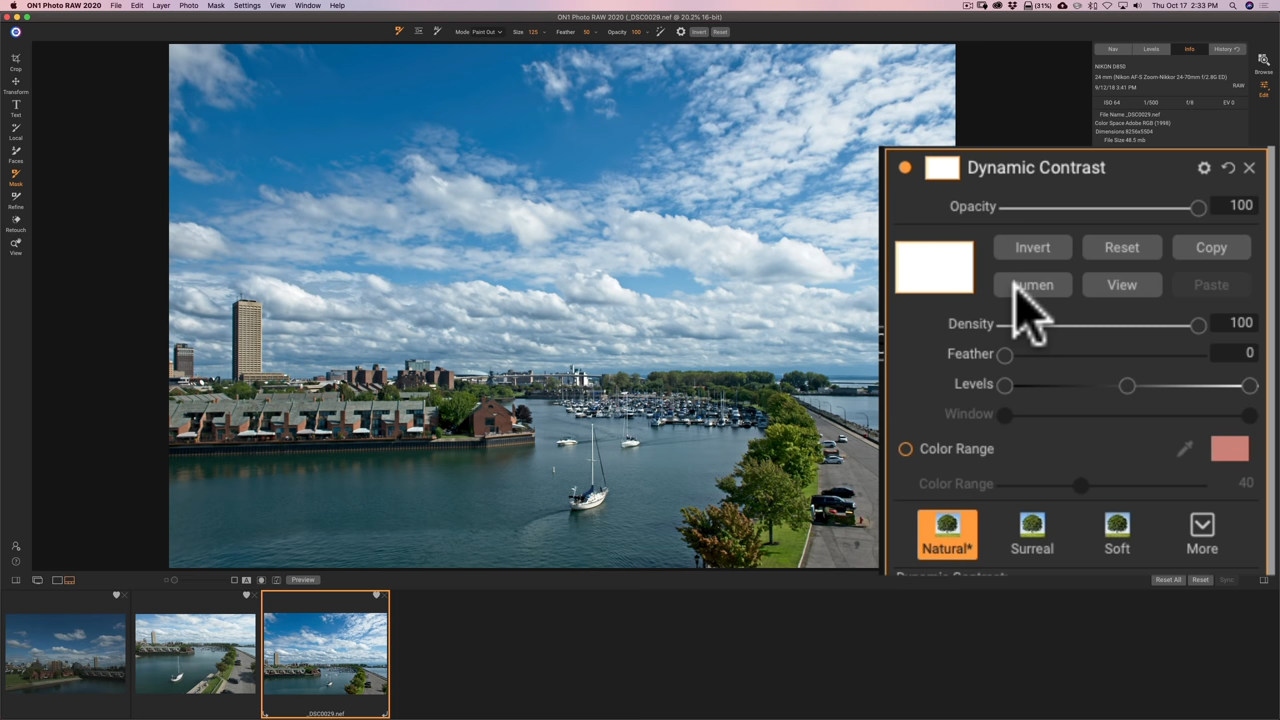 ON1 Photo RAW 2020 File Edit Layer Photo Mask Settings View Window Help (31%) Thu Oct 17 2:33 PM
ON1 Photo RAW 2020 (_DSC0029.nef @ 20.2% 16-bit)
Mode Paint Out Size 125 Feather 50 Opacity 100 Invert Reset
Crop
Transform
Text
Local
Faces
Mask
Refine
Retouch
View
Nav Levels Info History
Browse
Edit
NIKON D850
24 mm (Nikon AF-S Zoom-Nikkor 24-70mm f/2.8G ED)
9/12/18 3:41 PM RAW
ISO 64 1/500 f/8 EV 0
File Name _DSC0029.nef
Color Space Adobe RGB (1998)
Dimensions 8256x5504
File Size 48.5 mb
Dynamic Contrast
Opacity 100
Invert Reset Copy
View Paste
Density 100
Feather 0
Levels
Window
Color Range
Color Range 40
Natural* Surreal Soft More
A Preview Reset All Reset Sync
_DSC0029.nef